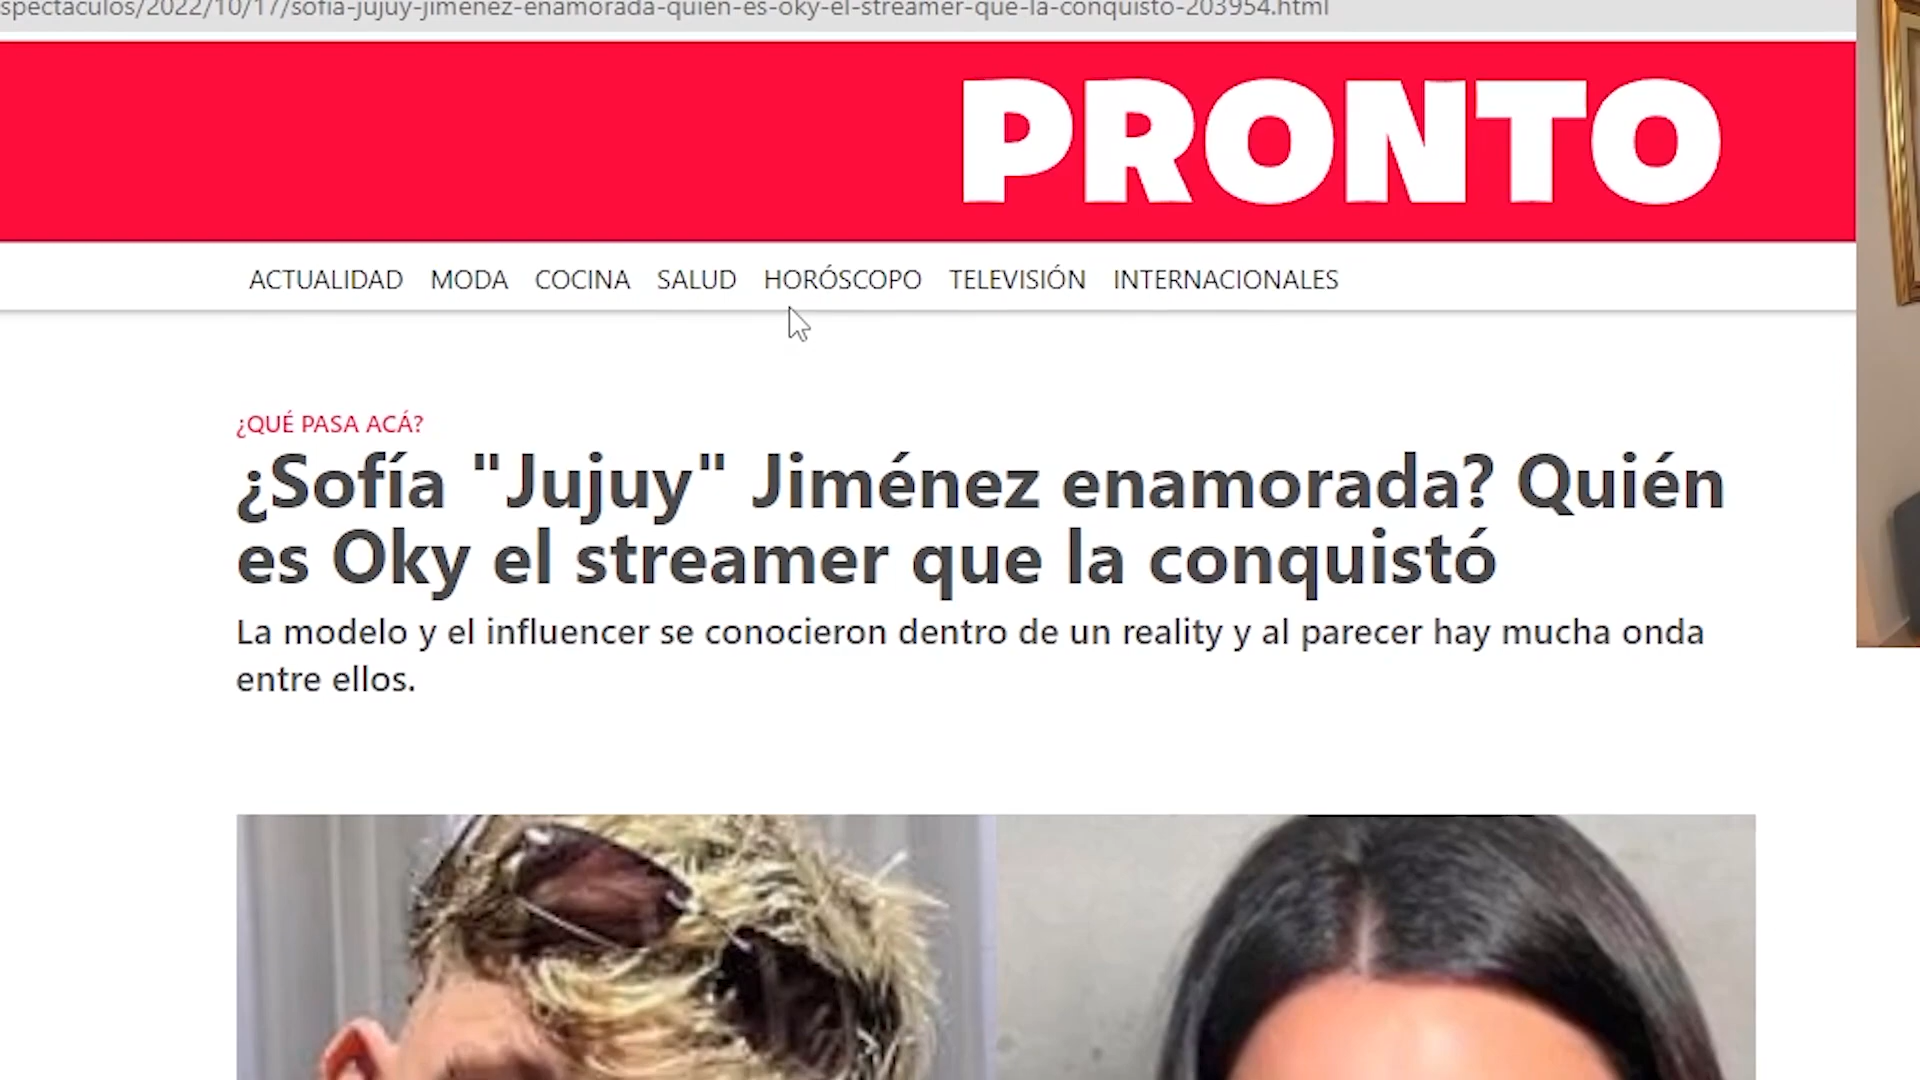 spectaculos/2022/10/17/sofia-jujuy-jimenez-enamorada-quien-es-oky-el-streamer-que-la-conquisto-203954.html
PRONTO
ACTUALIDAD MODA COCINA SALUD HORÓSCOPO TELEVISIÓN INTERNACIONALES
¿QUÉ PASA ACÁ?
¿Sofía "Jujuy" Jiménez enamorada? Quién
es Oky el streamer que la conquistó
La modelo y el influencer se conocieron dentro de un reality y al parecer hay mucha onda
entre ellos.